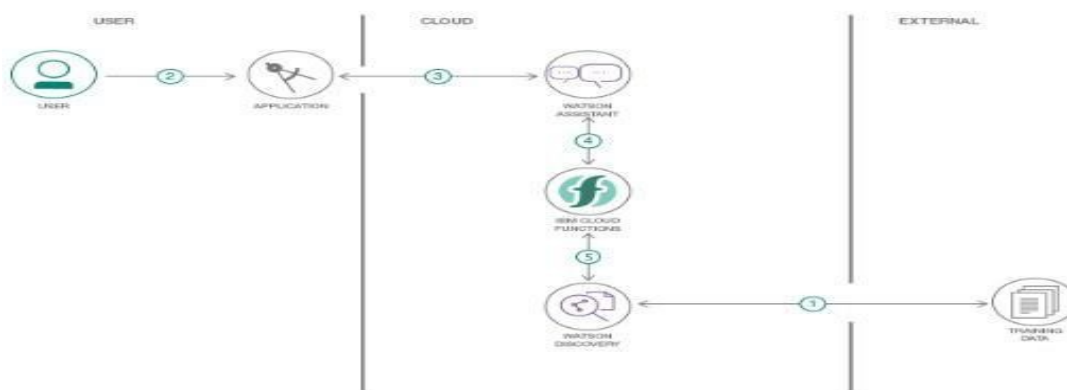 USER
CLOUD
EXTERNAL
2
3
USER
APPLICATION
WATSON
ASSISTANT
4
IBM CLOUD
FUNCTIONS
5
1
WATSON
DISCOVERY
TRAINING
DATA